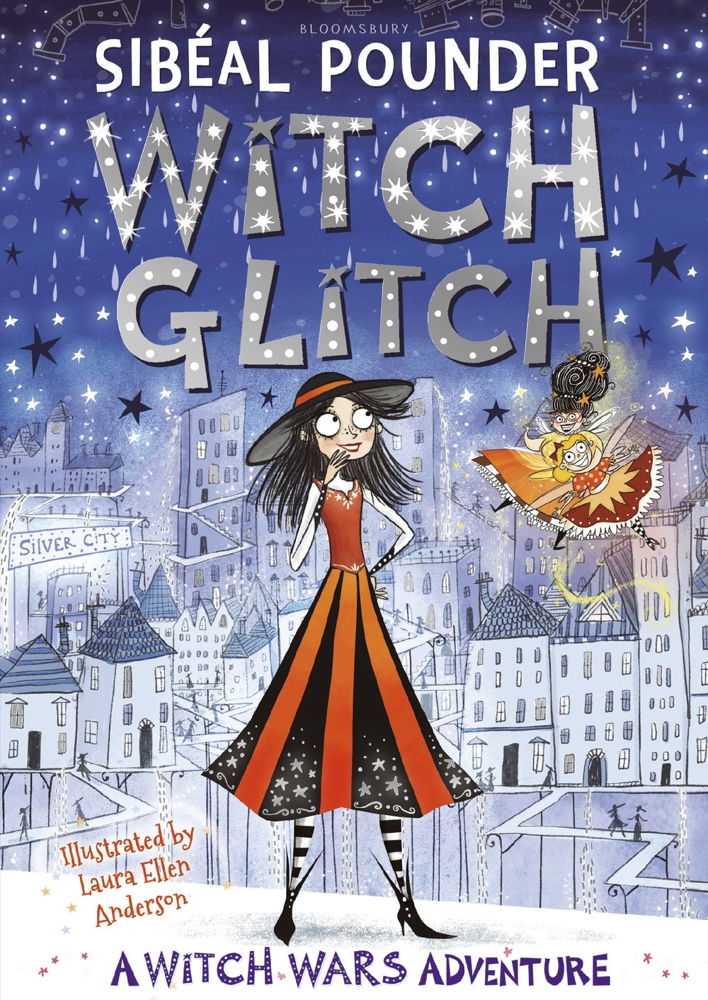 BLOOMSBURY
SIBÉAL POUNDER
WiTCH
GLiTCH
SILVER CITY
Illustrated by
Laura Ellen
Anderson
A WiTCH WARS ADVENTURE